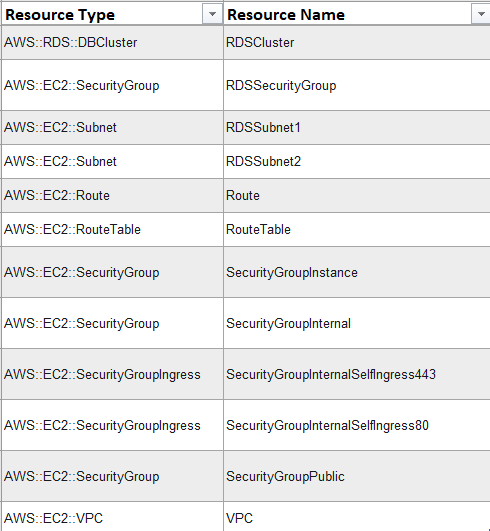 Resource Type Resource Name
AWS::RDS::DBCluster RDSCluster
AWS::EC2::SecurityGroup RDSSecurityGroup
AWS::EC2::Subnet RDSSubnet1
AWS::EC2::Subnet RDSSubnet2
AWS::EC2::Route Route
AWS::EC2::RouteTable RouteTable
AWS::EC2::SecurityGroup SecurityGroupInstance
AWS::EC2::SecurityGroup SecurityGroupInternal
AWS::EC2::SecurityGroupIngress SecurityGroupInternalSelfIngress443
AWS::EC2::SecurityGroupIngress SecurityGroupInternalSelfIngress80
AWS::EC2::SecurityGroup SecurityGroupPublic
AWS::EC2::VPC VPC